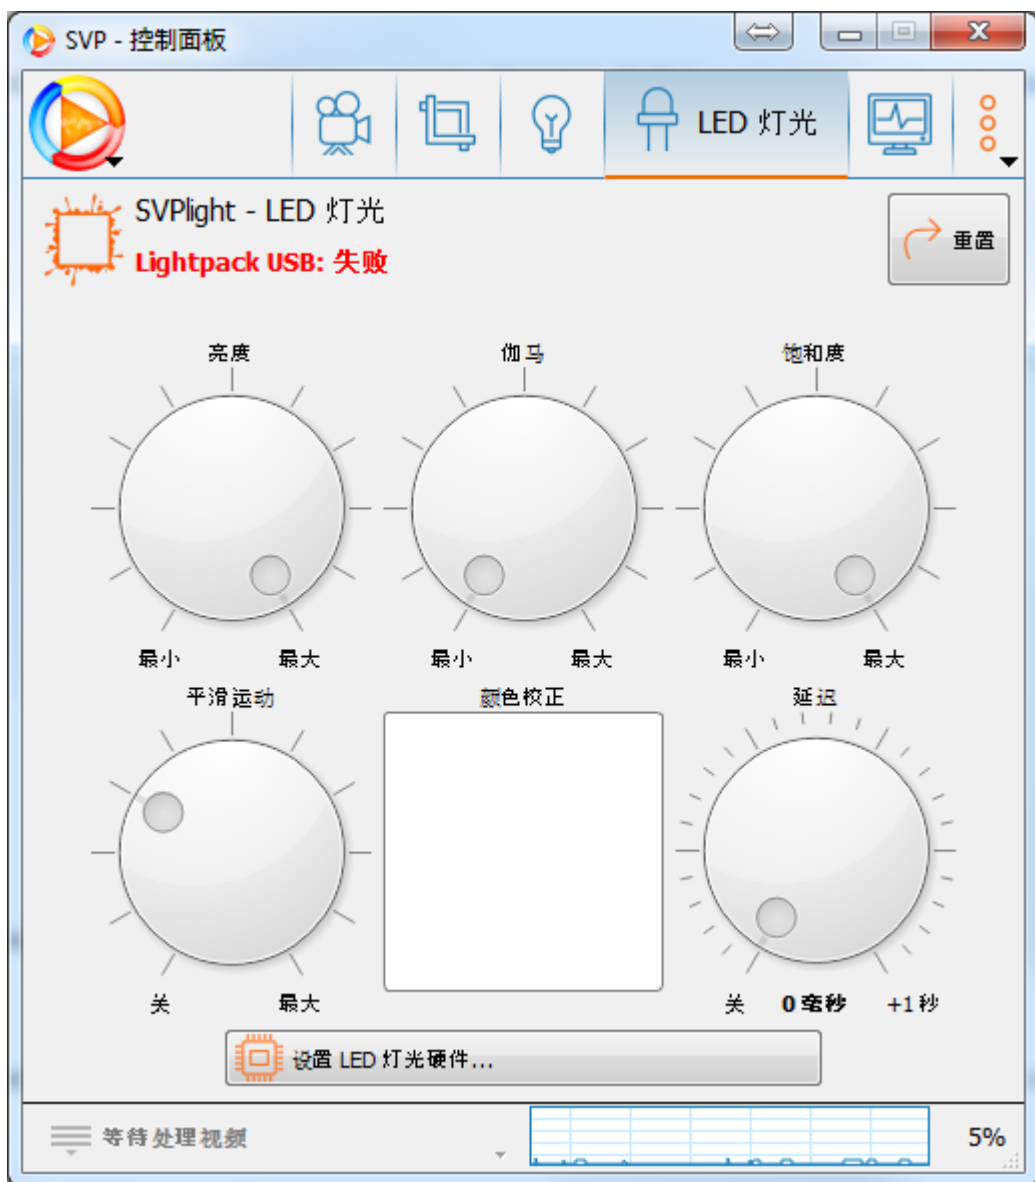 SVP - 控制面板
LED 灯光
SVPlight - LED 灯光
Lightpack USB: 失败
重置
亮度
伽马
饱和度
最小 最大
最小 最大
最小 最大
平滑运动
颜色校正
延迟
关 最大
关 0 毫秒 +1 秒
设置 LED 灯光硬件...
等待处理视频
5%